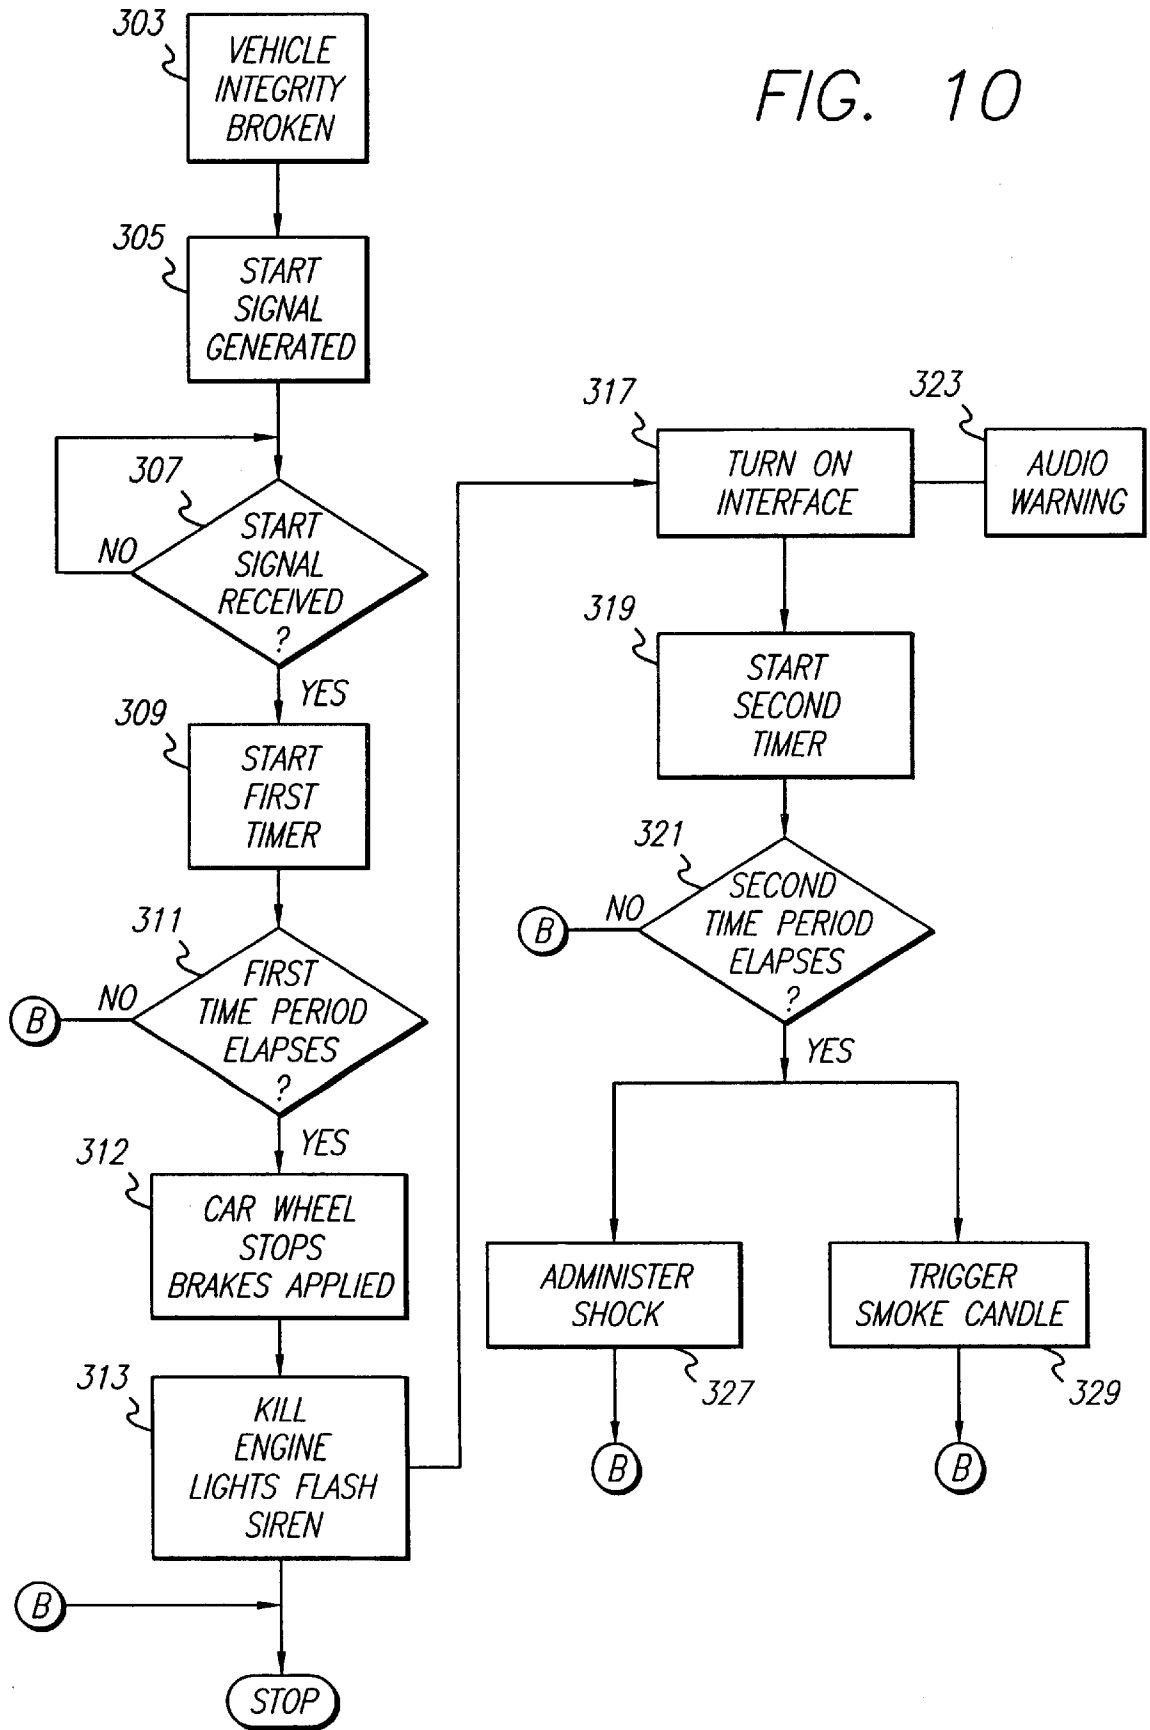 FIG. 10
303
VEHICLE
INTEGRITY
BROKEN
305
START
SIGNAL
GENERATED
307
START
SIGNAL
RECEIVED
?
NO
YES
309
START
FIRST
TIMER
311
FIRST
TIME PERIOD
ELAPSES
?
NO
B
YES
312
CAR WHEEL
STOPS
BRAKES APPLIED
313
KILL
ENGINE
LIGHTS FLASH
SIREN
B
STOP
317
TURN ON
INTERFACE
323
AUDIO
WARNING
319
START
SECOND
TIMER
321
SECOND
TIME PERIOD
ELAPSES
?
NO
B
YES
ADMINISTER
SHOCK
327
B
TRIGGER
SMOKE CANDLE
329
B